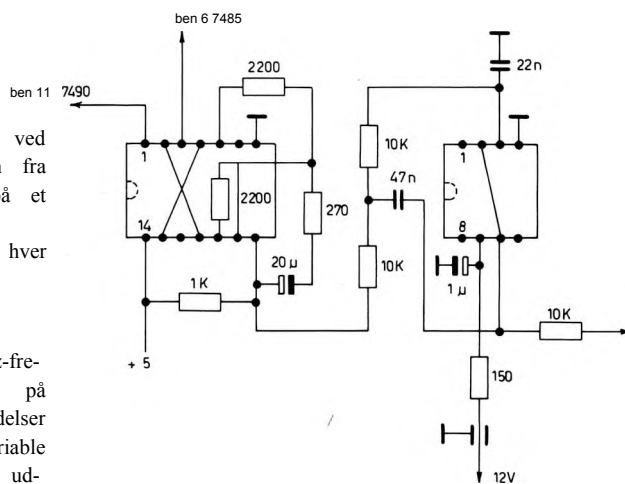 ben 6 7485
ben 11 7490
2200
22n
ved
fra
på et
hver
1
10K
1
47n
2200
270
14
8
20 µ
10K
1 µ
1K
10K
+ 5
z-fre-
på
delser
riable
ud-
150
12V